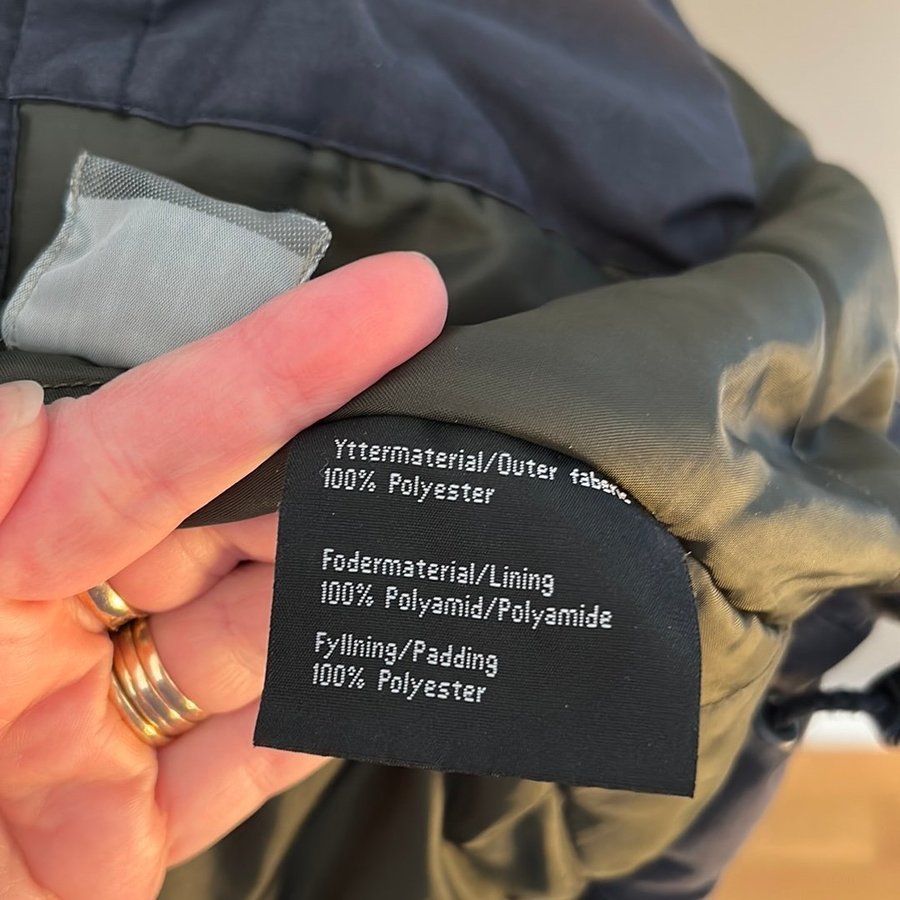 Yttermaterial/Outer fabric
100% Polyester
Fodermaterial/Lining
100% Polyamid/Polyamide
Fyllning/Padding
100% Polyester